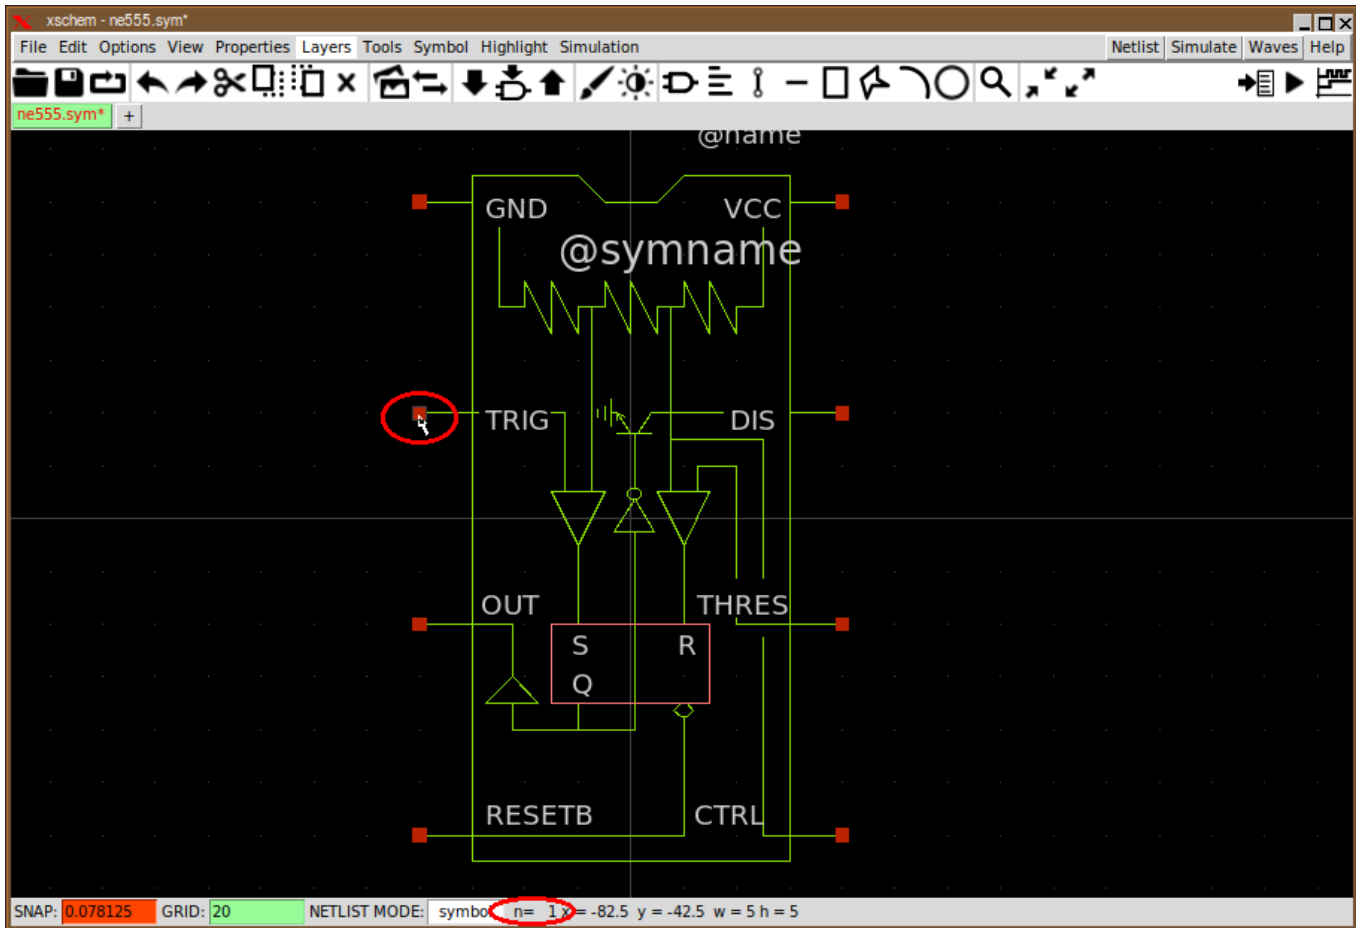 xschem - ne555.sym*
File Edit Options View Properties Layers Tools Symbol Highlight Simulation Netlist Simulate Waves Help
ne555.sym* +
@name
GND VCC
@symname
TRIG DIS
OUT THRES
S R
Q
RESETB CTRL
SNAP: 0.078125 GRID: 20 NETLIST MODE: symbo n= 1 x = -82.5 y = -42.5 w = 5 h = 5